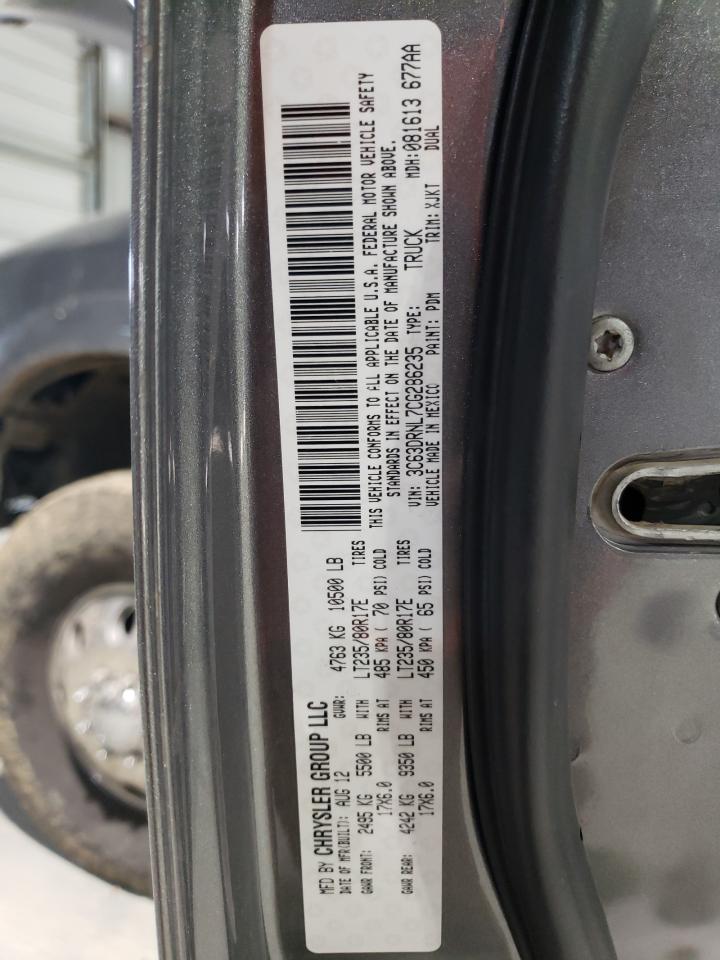 MFD BY CHRYSLER GROUP LLC
DATE OF MFR(BUILT): AUG 12 GVWR: 4763 KG 10500 LB
GAWR FRONT: 2495 KG 5500 LB WITH LT235/80R17E TIRES
17X6.0 RIMS AT 485 KPA ( 70 PSI) COLD
GAWR REAR: 4242 KG 9350 LB WITH LT235/80R17E TIRES
17X6.0 RIMS AT 450 KPA ( 65 PSI) COLD
THIS VEHICLE CONFORMS TO ALL APPLICABLE U.S.A. FEDERAL MOTOR VEHICLE SAFETY
STANDARDS IN EFFECT ON THE DATE OF MANUFACTURE SHOWN ABOVE.
VIN: 3C63DRNL7CG286235 TYPE: TRUCK MDH:081613 677AA
DUAL
VEHICLE MADE IN MEXICO PAINT: PDM TRIM: XJKT